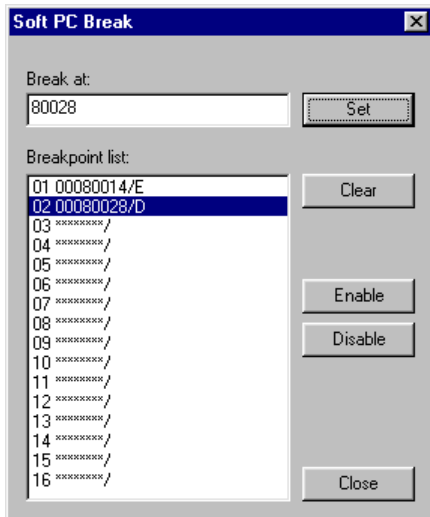 Soft PC Break
Break at:
80028
Set
Breakpoint list:
01 00080014/E
02 00080028/D
03 ********/
04 ********/
05 ********/
06 ********/
07 ********/
08 ********/
09 ********/
10 ********/
11 ********/
12 ********/
13 ********/
14 ********/
15 ********/
16 ********/
Clear
Enable
Disable
Close